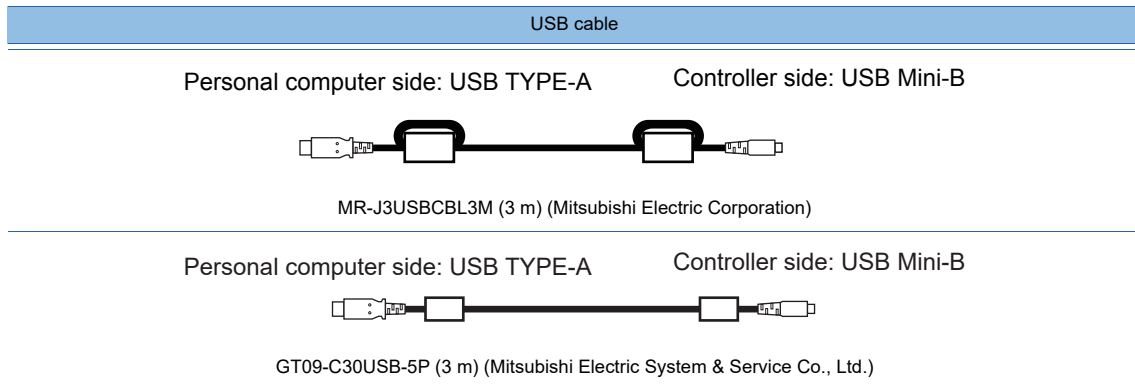 USB cable
Personal computer side: USB TYPE-A Controller side: USB Mini-B
MR-J3USBCBL3M (3 m) (Mitsubishi Electric Corporation)
Personal computer side: USB TYPE-A Controller side: USB Mini-B
GT09-C30USB-5P (3 m) (Mitsubishi Electric System & Service Co., Ltd.)